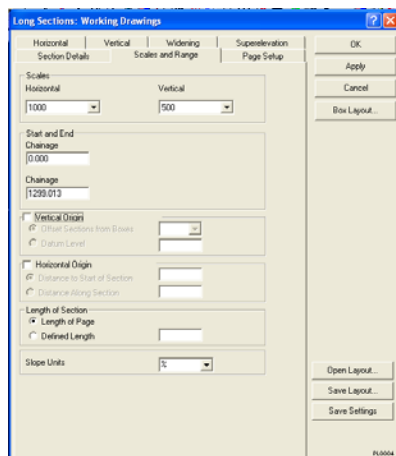 Long Sections: Working Drawings
Horizontal Vertical Widening Superelevation
Section Details Scales and Range Page Setup
OK
Apply
Cancel
Box Layout...
Scales
Horizontal Vertical
1000 500
Start and End
Chainage
0.000
Chainage
1299.013
Vertical Origin
Offset Sections from Boxes
Datum Level
Horizontal Origin
Distance to Start of Section
Distance Along Section
Length of Section
Length of Page
Defined Length
Slope Units %
Open Layout...
Save Layout...
Save Settings
PL0004